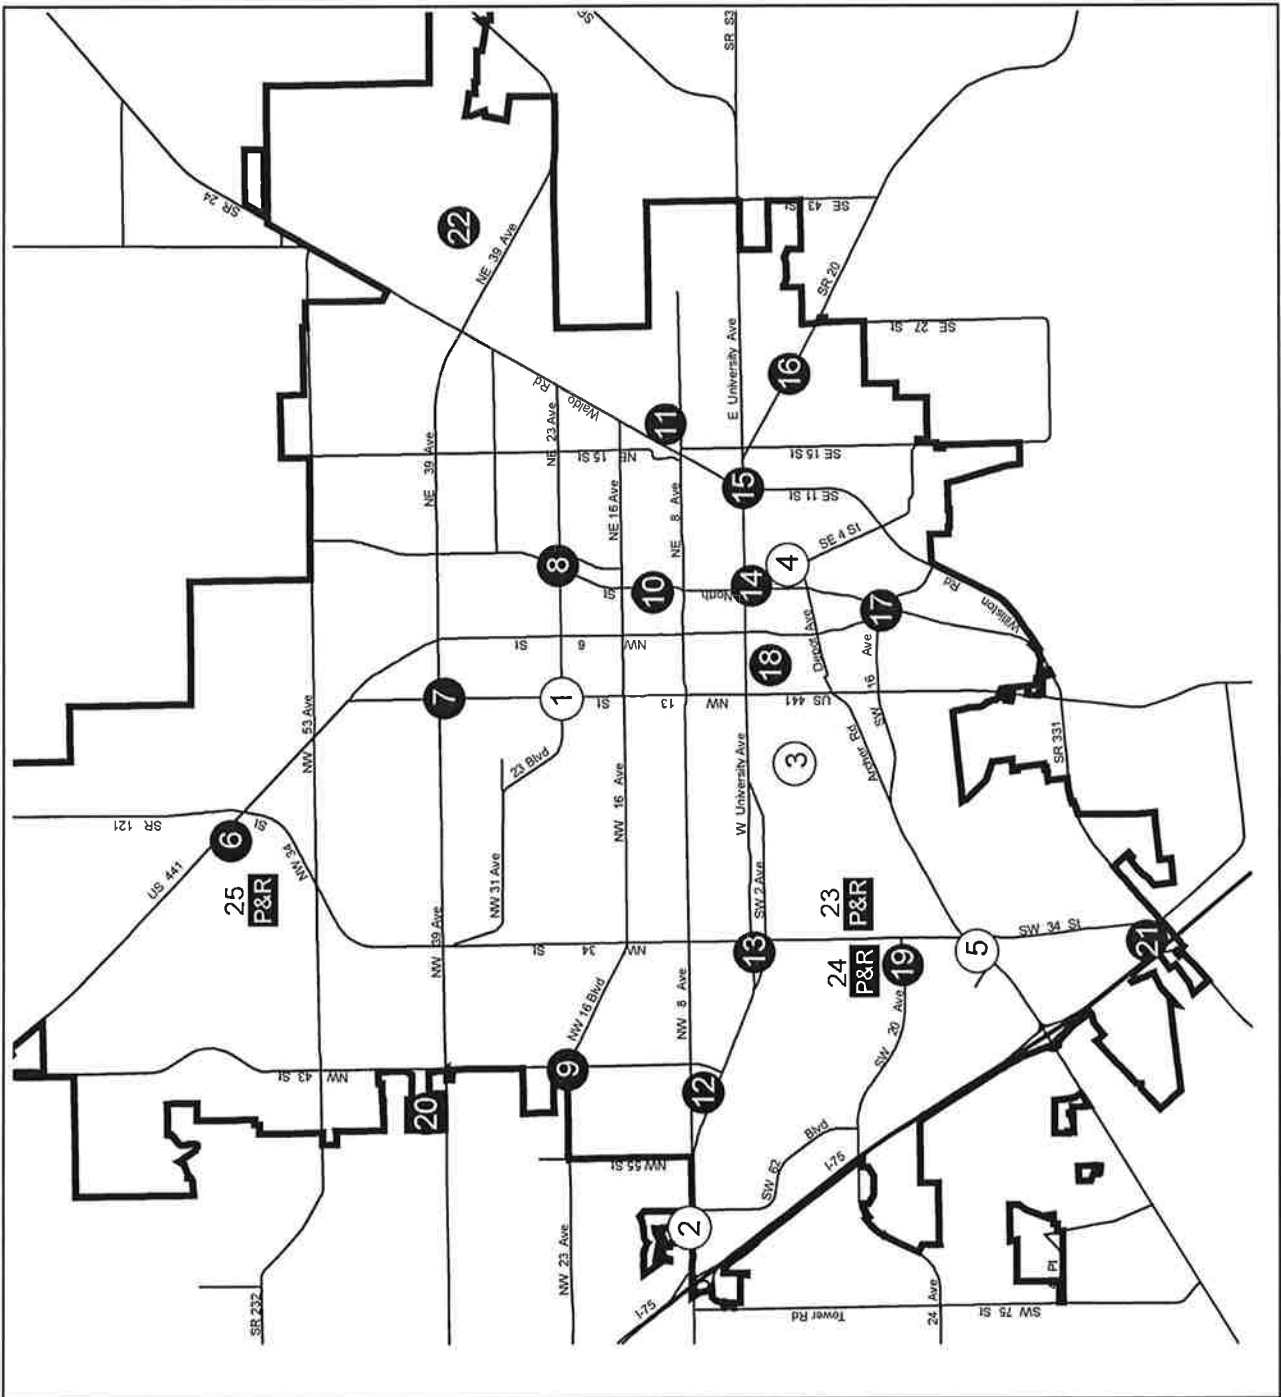 SR 24
22
NE 39 Ave
SR S3
SE 43 St
SR 20
SE 27 St
E University Ave
16
Waldo
Rd
11
NE 39 Ave
NE 23 Ave
NE 15 St
SE 15 St
NE 16 Ave
NE 8 Ave
15
SE 11 St
SE 4 St
8
4
10
14
North
St
17
Williston
Rd
NW 6 St
18
Depot Ave
SW 16 Ave
7
1
NW 13 St
US 441
NW 53 Ave
23 Blvd
3
Archer Rd
SR 331
NW 16 Ave
W University Ave
SR 121
6
US 441
NW 34
St
25
P&R
NW 31 Ave
SW 2 Ave
23
P&R
NW 39 Ave
NW 34 St
13
24
P&R
19
5
SW 34 St
21
NW 16 Blvd
NW 8 Ave
SW 20 Ave
NW 43 St
9
12
20
NW 55 St
SW 62
Blvd
I-75
2
NW 23 Ave
SR 232
I-75
Tower Rd
24 Ave
SW 75 St
Pl